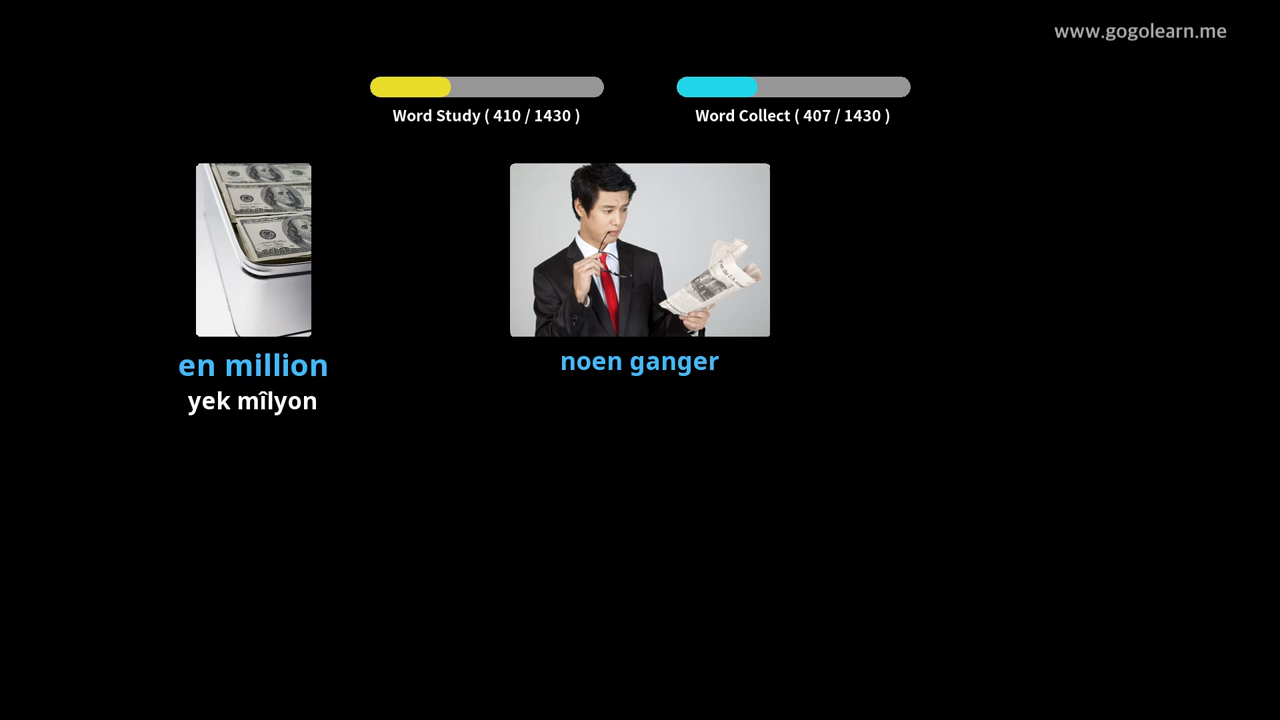 www.gogolearn.me
Word Study ( 410 / 1430 )
Word Collect ( 407 / 1430 )
en million
yek mîlyon
noen ganger